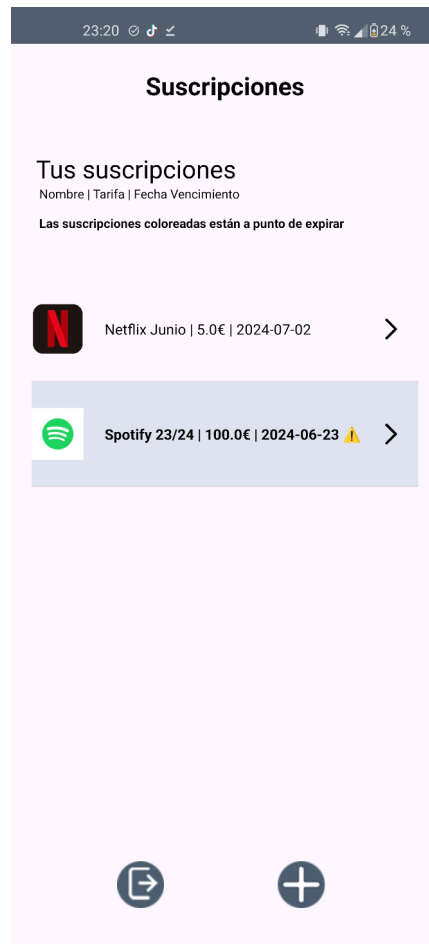 23:20
24 %
Suscripciones
Tus suscripciones
Nombre | Tarifa | Fecha Vencimiento
Las suscripciones coloreadas están a punto de expirar
N
Netflix Junio | 5.0€ | 2024-07-02
Spotify 23/24 | 100.0€ | 2024-06-23 ⚠️